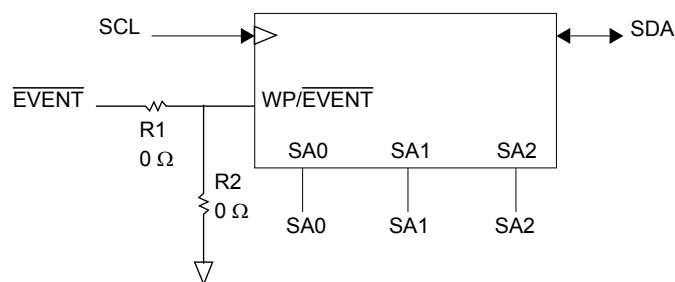 SCL
SDA
EVENT
WP/EVENT
R1
0 Ω
SA0 SA1 SA2
R2
0 Ω
SA0 SA1 SA2